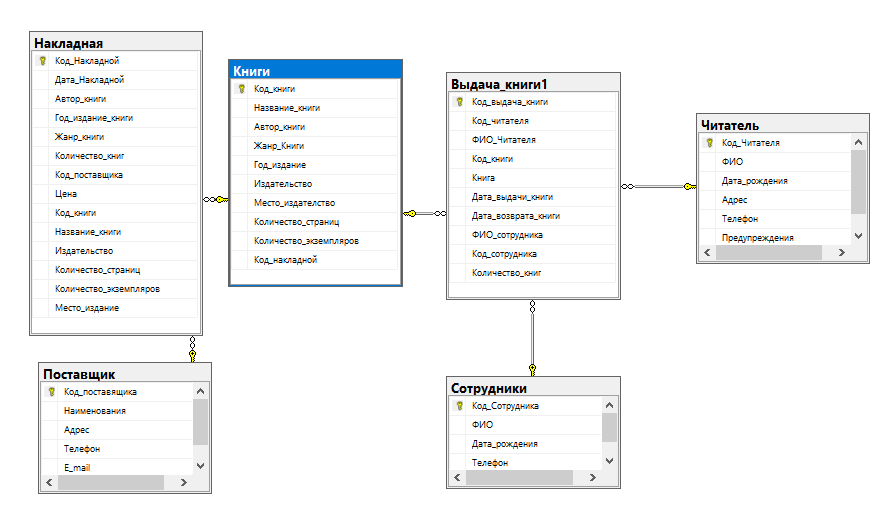 Накладная
Код_Накладной
Дата_Накладной
Автор_книги
Год_издание_книги
Жанр_книги
Количество_книг
Код_поставщика
Цена
Код_книги
Название_книги
Издательство
Количество_страниц
Количество_экземпляров
Место_издание
Книги
Код_книги
Название_книги
Автор_книги
Жанр_Книги
Год_издание
Издательство
Место_издателство
Количество_страниц
Количество_экземпляров
Код_накладной
Выдача_книги1
Код_выдача_книги
Код_читателя
ФИО_Читателя
Код_книги
Книга
Дата_выдачи_книги
Дата_возврата_книги
ФИО_сотрудника
Код_сотрудника
Количество_книг
Читатель
Код_Читателя
ФИО
Дата_рождения
Адрес
Телефон
Предупреждения
Поставщик
Код_поставящика
Наименования
Адрес
Телефон
E_mail
Сотрудники
Код_Сотрудника
ФИО
Дата_рождения
Телефон